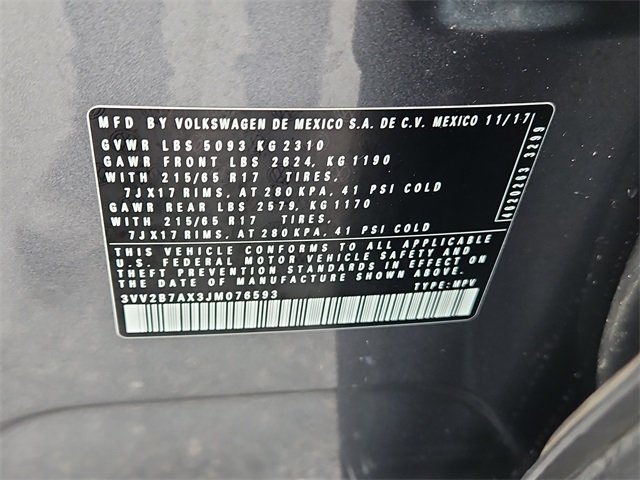 MFD BY VOLKSWAGEN DE MEXICO S.A. DE C.V. MEXICO 11/17
GVWR LBS 5093 KG 2310
GAWR FRONT LBS 2624, KG 1190
WITH 215/65 R17 TIRES,
7JX17 RIMS, AT 280 KPA, 41 PSI COLD
GAWR REAR LBS 2579, KG 1170
WITH 215/65 R17 TIRES,
7JX17 RIMS, AT 280 KPA, 41 PSI COLD
THIS VEHICLE CONFORMS TO ALL APPLICABLE
U.S. FEDERAL MOTOR VEHICLE SAFETY AND
THEFT PREVENTION STANDARDS IN EFFECT ON
THE DATE OF MANUFACTURE SHOWN ABOVE.
3VV2B7AX3JM076593 TYPE: MPV
4620263 3299